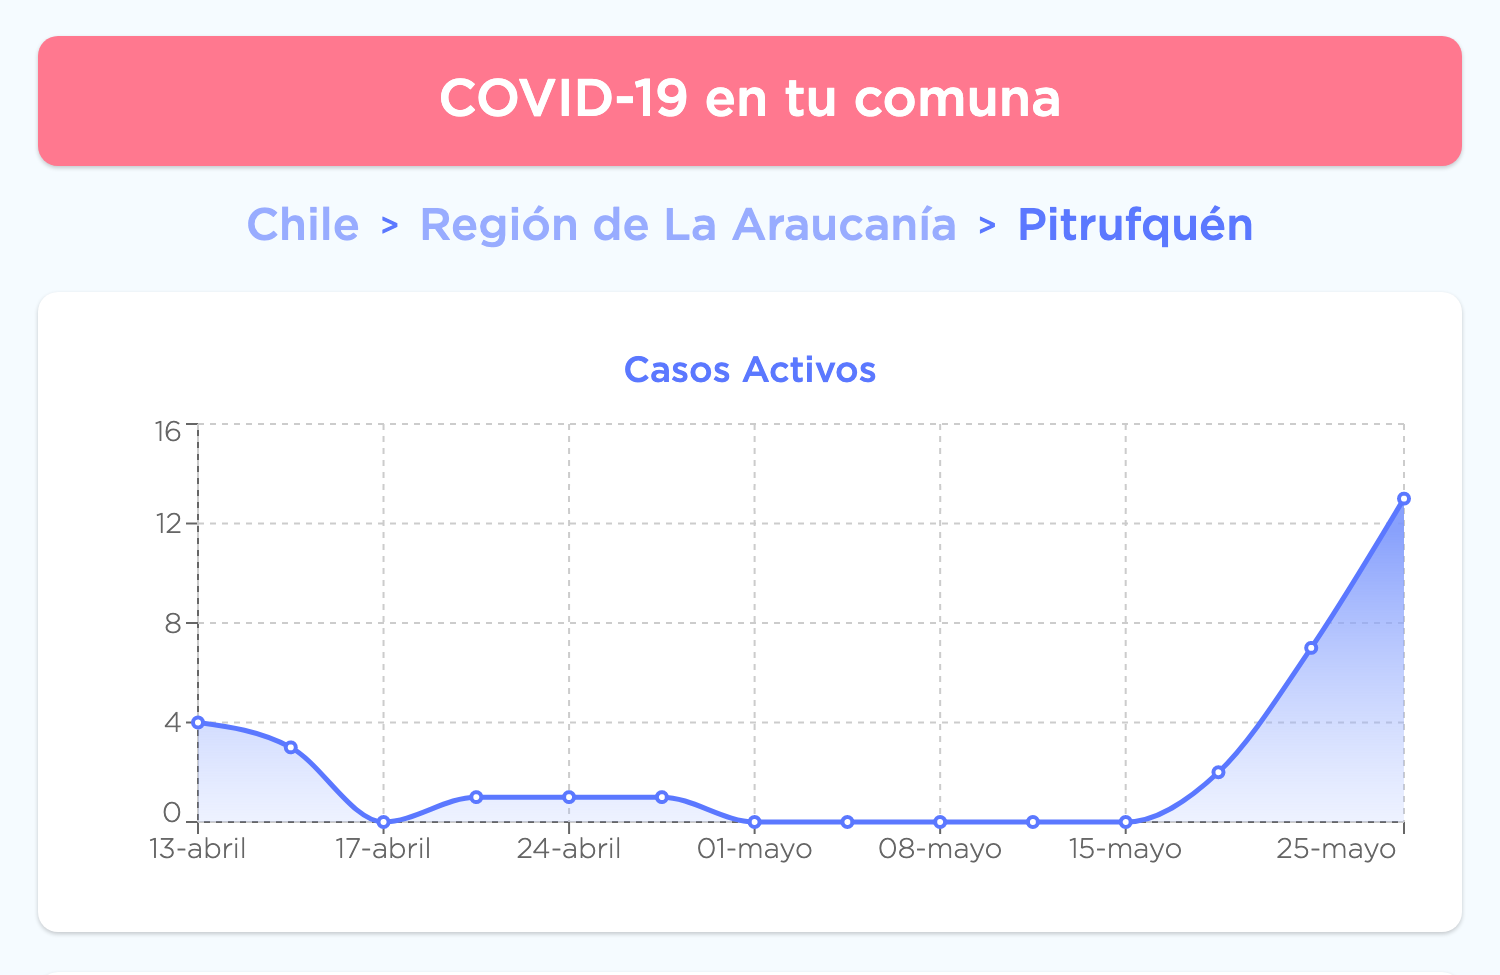 COVID-19 en tu comuna
Chile > Región de La Araucanía > Pitrufquén
Casos Activos
16
12
8
4
0
13-abril 17-abril 24-abril 01-mayo 08-mayo 15-mayo 25-mayo